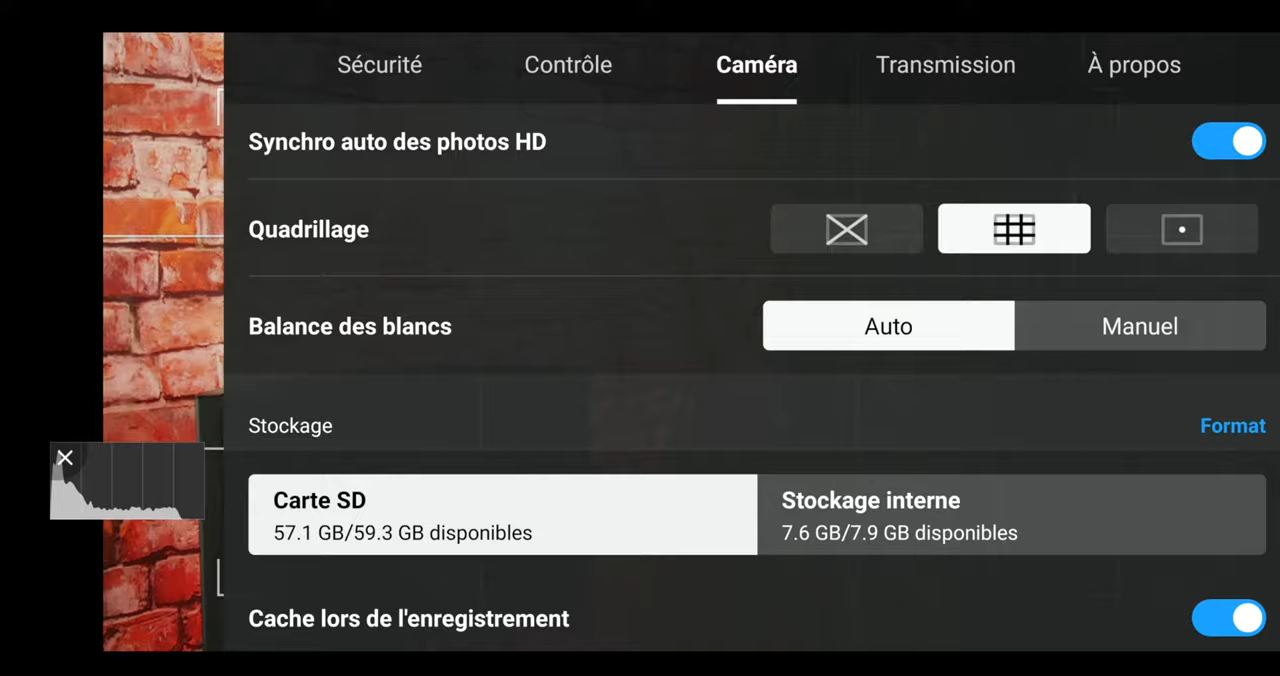 Sécurité Contrôle Caméra Transmission À propos
Synchro auto des photos HD
Quadrillage
Balance des blancs Auto Manuel
Stockage Format
Carte SD Stockage interne
57.1 GB/59.3 GB disponibles 7.6 GB/7.9 GB disponibles
Cache lors de l'enregistrement